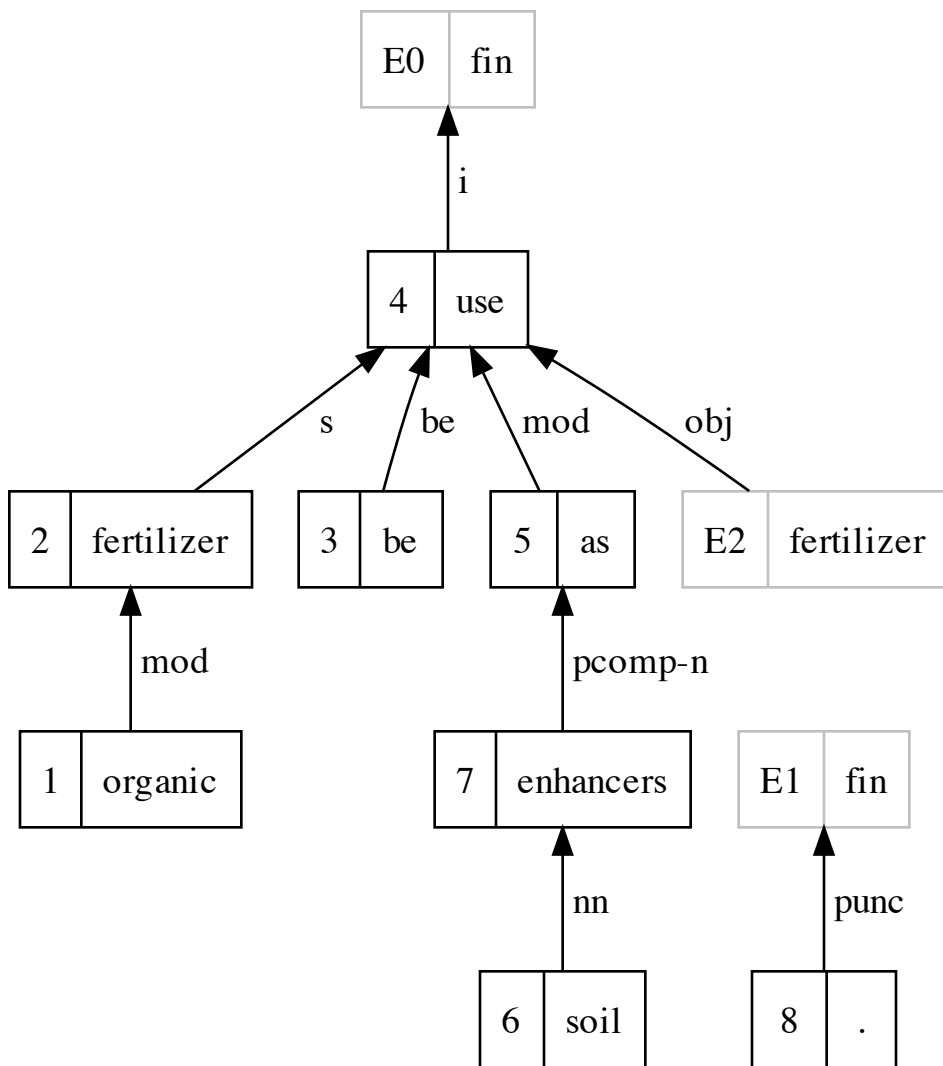 E0 fin
i
4 use
s be mod obj
2 fertilizer 3 be 5 as E2 fertilizer
mod pcomp-n
1 organic 7 enhancers E1 fin
nn punc
6 soil 8 .